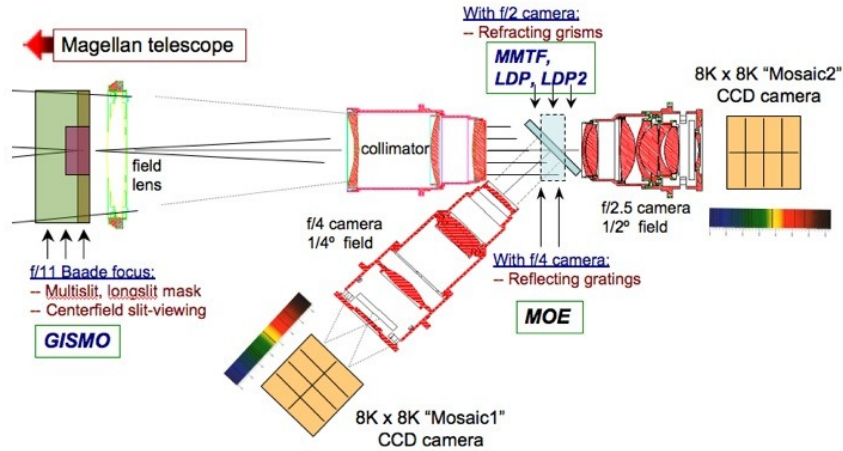 Magellan telescope
With f/2 camera:
-- Refracting grisms
MMTF,
LDP, LDP2
8K x 8K “Mosaic2”
CCD camera
collimator
field
lens
f/4 camera
1/4º field
f/2.5 camera
1/2º field
f/11 Baade focus:
-- Multislit, longslit mask
-- Centerfield slit-viewing
GISMO
With f/4 camera:
-- Reflecting gratings
MOE
8K x 8K “Mosaic1”
CCD camera